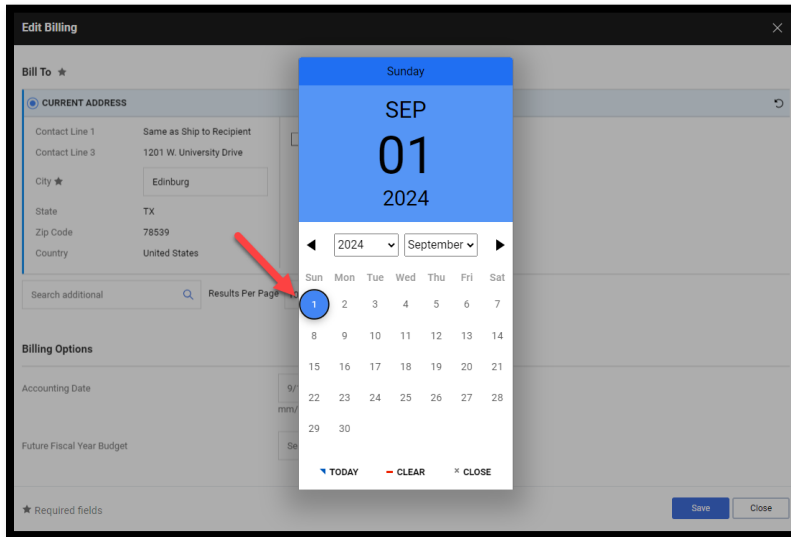 Edit Billing
Bill To ★
CURRENT ADDRESS
Contact Line 1 Same as Ship to Recipient
Contact Line 3 1201 W. University Drive
City ★ Edinburg
State TX
Zip Code 78539
Country United States
Search additional Results Per Page
Billing Options
Accounting Date 9/
mm/
Future Fiscal Year Budget Se
★ Required fields
Save Close
Sunday
SEP
01
2024
2024 September
Sun Mon Tue Wed Thu Fri Sat
1 2 3 4 5 6 7
8 9 10 11 12 13 14
15 16 17 18 19 20 21
22 23 24 25 26 27 28
29 30
TODAY CLEAR × CLOSE